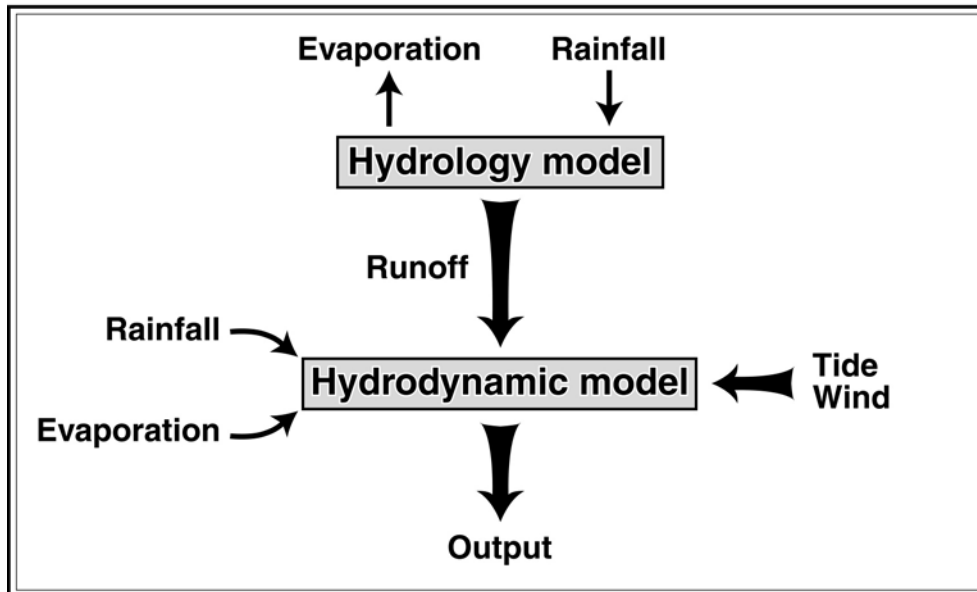 Evaporation
Rainfall
Hydrology model
Runoff
Rainfall
Hydrodynamic model
Tide
Wind
Evaporation
Output